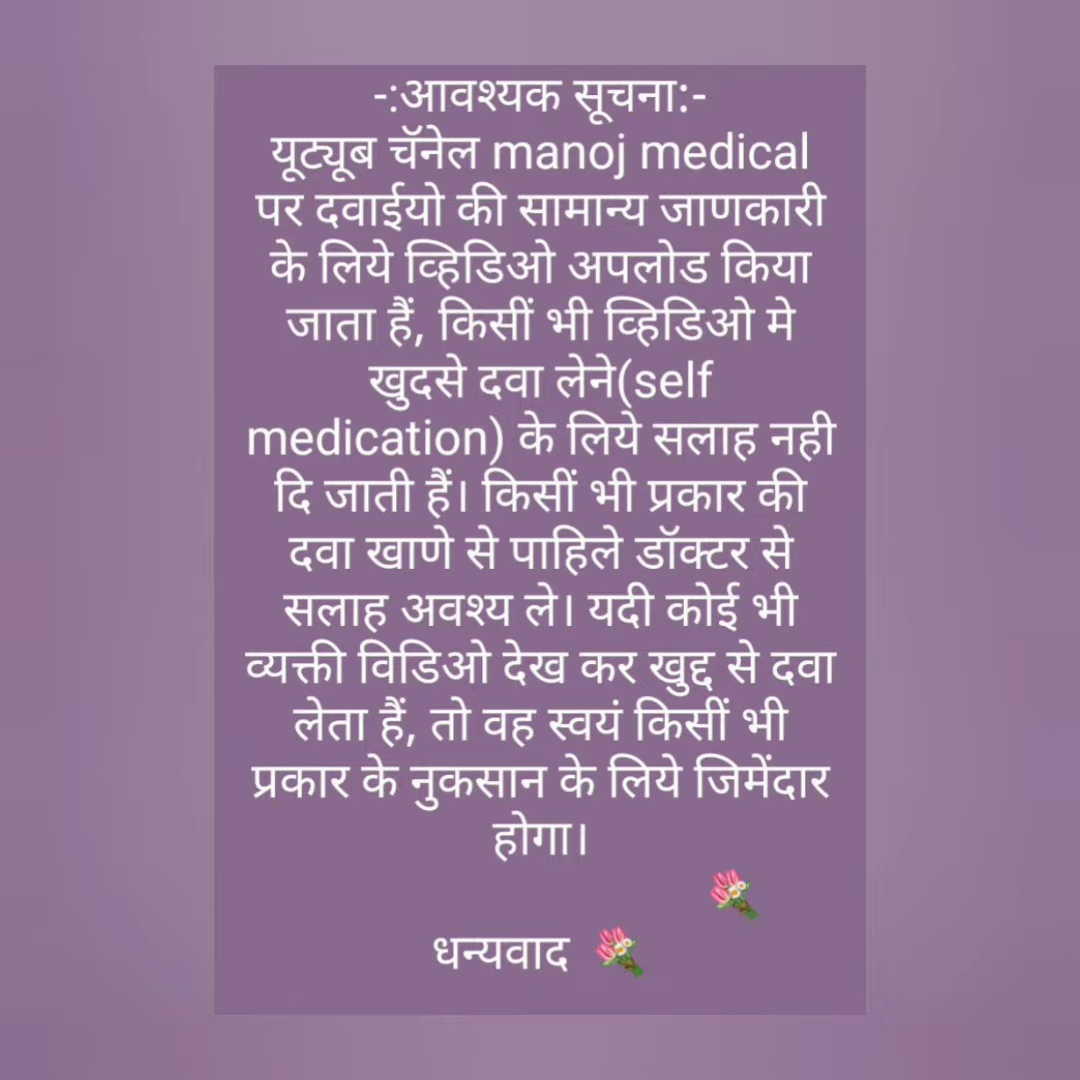 -:आवश्यक सूचना:-
यूट्यूब चॅनेल manoj medical
पर दवाईयो की सामान्य जाणकारी
के लिये व्हिडिओ अपलोड किया
जाता हैं, किसीं भी व्हिडिओ मे
खुदसे दवा लेने(self
medication) के लिये सलाह नही
दि जाती हैं। किसीं भी प्रकार की
दवा खाणे से पाहिले डॉक्टर से
सलाह अवश्य ले। यदी कोई भी
व्यक्ती विडिओ देख कर खुद्द से दवा
लेता हैं, तो वह स्वयं किसीं भी
प्रकार के नुकसान के लिये जिमेंदार
होगा।
धन्यवाद